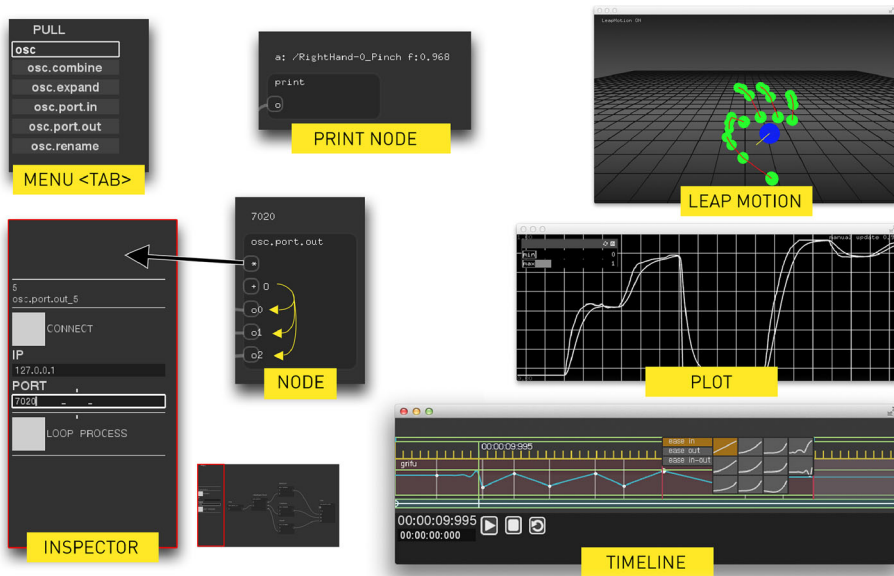 PULL
osc
osc.combine
osc.expand
osc.port.in
osc.port.out
osc.rename
MENU <TAB>
a: /RightHand-0_Pinch f:0.968
print
o
PRINT NODE
LeapMotion ON
LEAP MOTION
5
osc.port.out_5
CONNECT
IP
127.0.0.1
PORT
7020
LOOP PROCESS
INSPECTOR
7020
osc.port.out
*
+ 0
o0
o1
o2
NODE
manual update
min 0
max 1
PLOT
00:00:09:995
ease in
ease out
ease in-out
grifu
00:00:09:995
00:00:00:000
TIMELINE